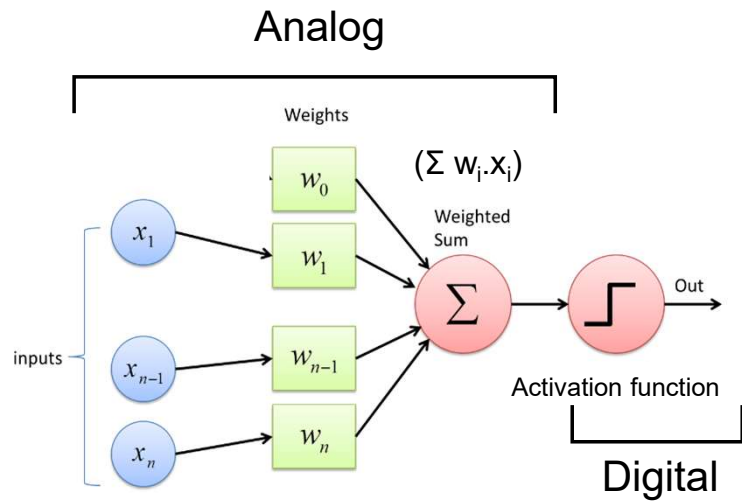 Analog
Weights
w0
(Σ wi.xi)
Weighted
Sum
x1
w1
Σ
Out
inputs
xn−1
wn−1
Activation function
xn
wn
Digital